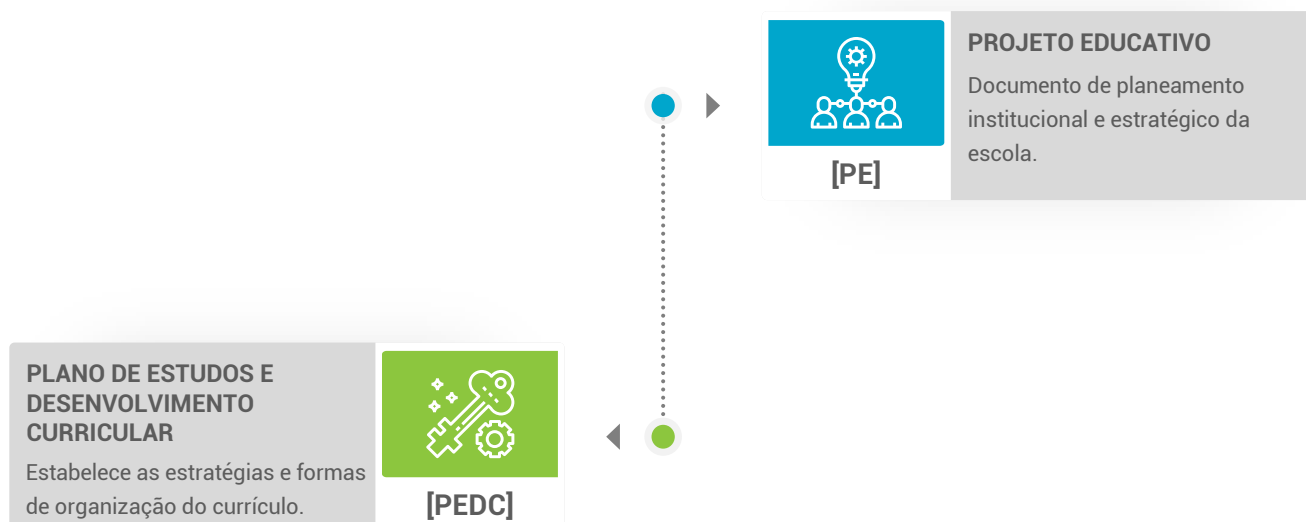 PROJETO EDUCATIVO
Documento de planeamento
institucional e estratégico da
escola.
[PE]
PLANO DE ESTUDOS E
DESENVOLVIMENTO
CURRICULAR
Estabelece as estratégias e formas
de organização do currículo.
[PEDC]